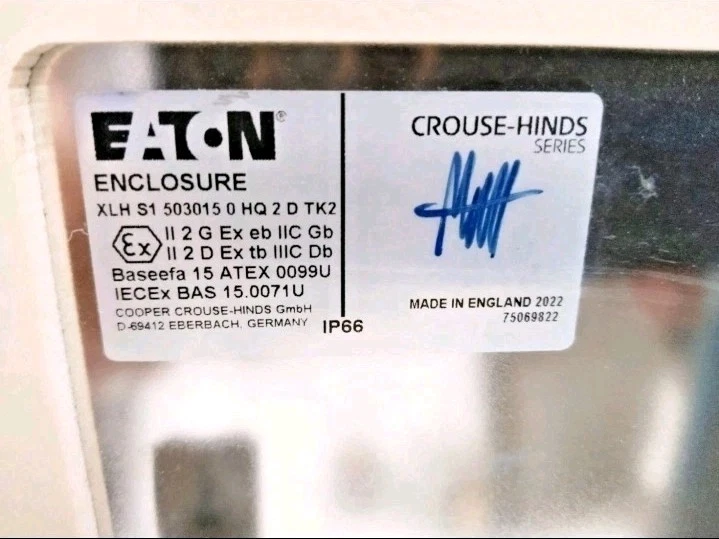 EATON®
ENCLOSURE
XLH S1 503015 0 HQ 2 D TK2
Ex II 2 G Ex eb IIC Gb
II 2 D Ex tb IIIC Db
Baseefa 15 ATEX 0099U
IECEx BAS 15.0071U
COOPER CROUSE-HINDS GmbH
D-69412 EBERBACH, GERMANY
IP66
CROUSE-HINDS
SERIES
MADE IN ENGLAND 2022
75069822